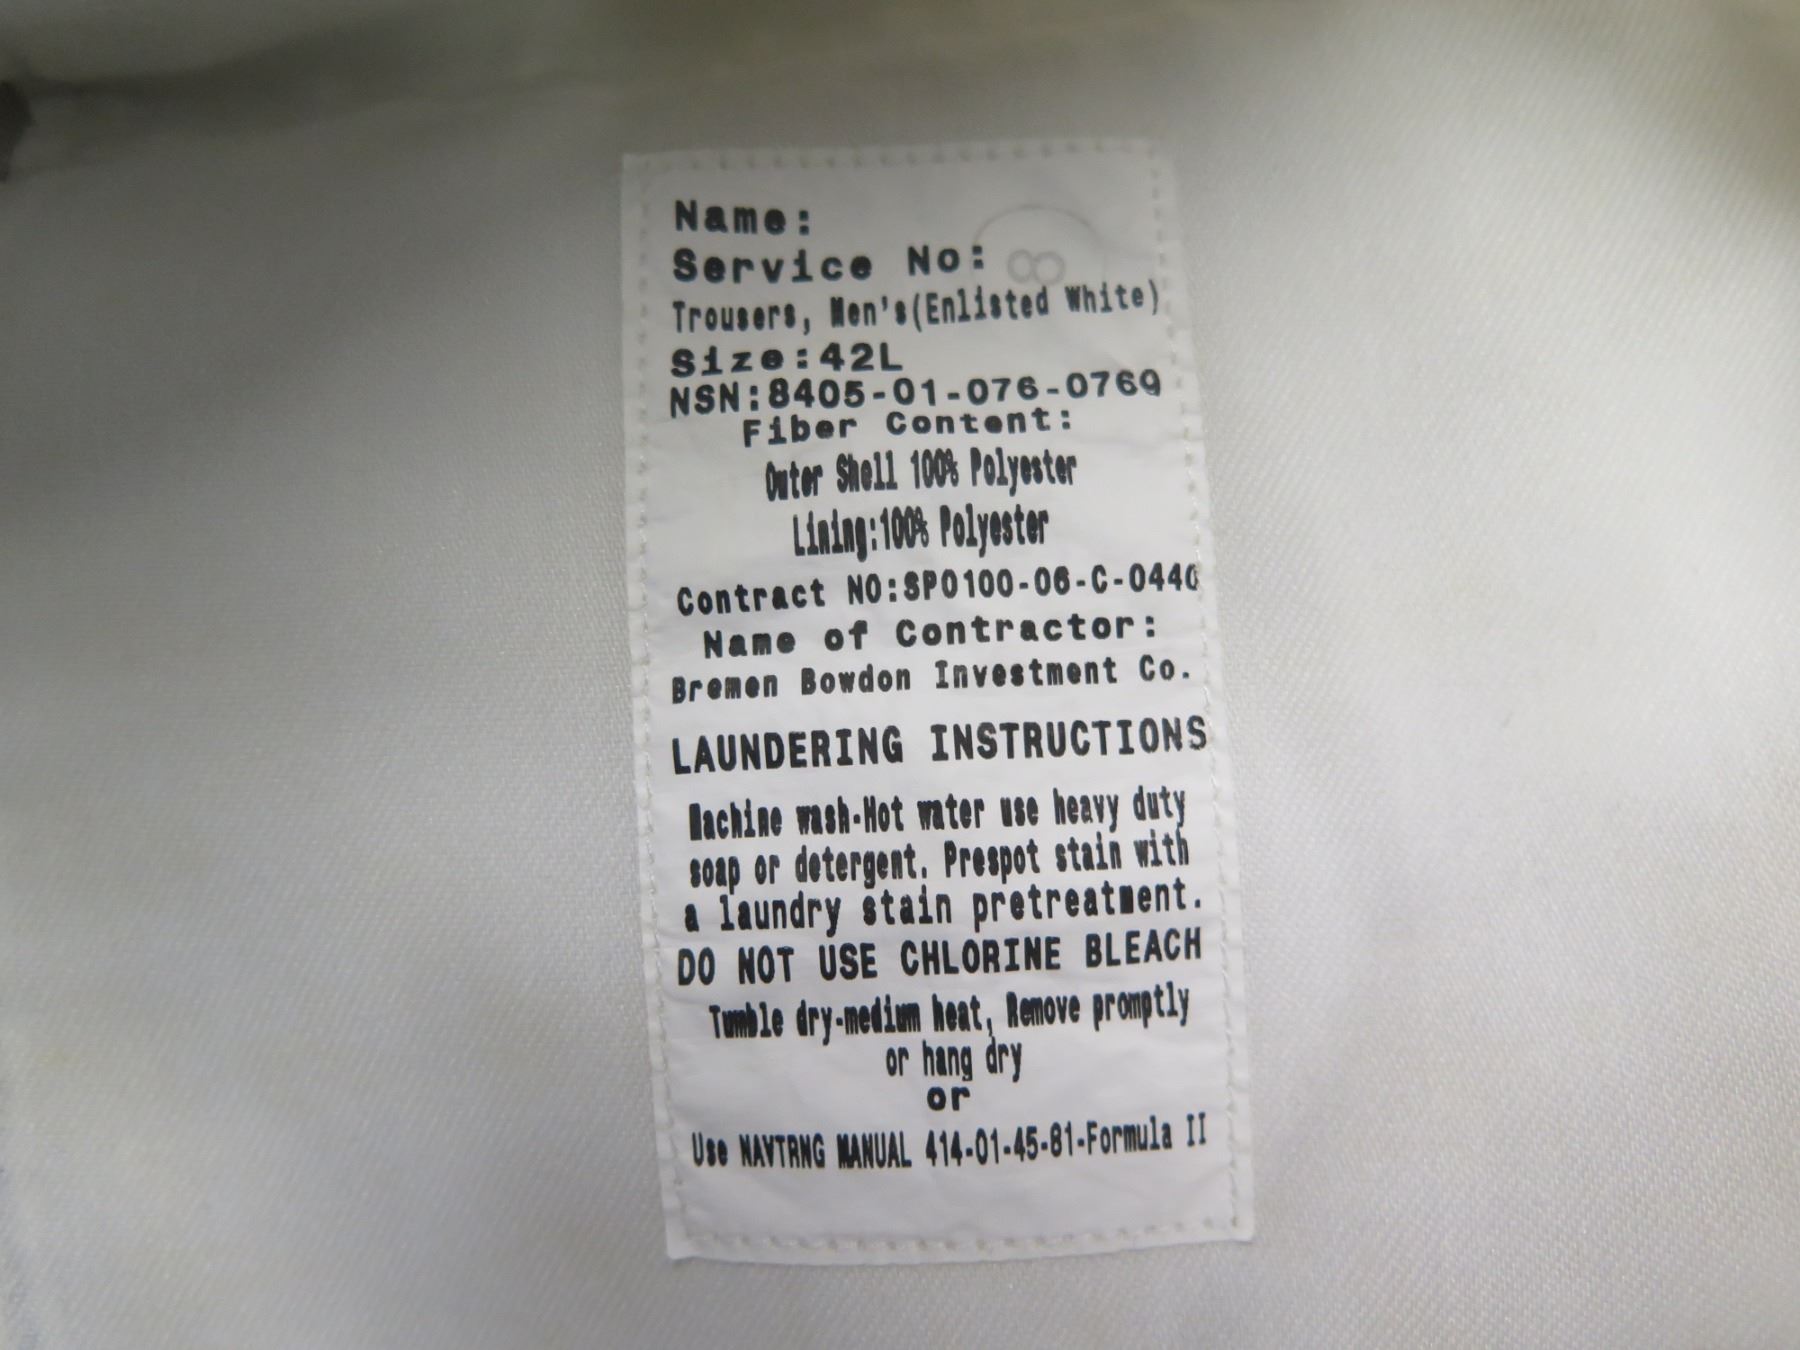 Name:
Service No: 8
Trousers, Men's(Enlisted White)
Size:42L
NSN:8405-01-076-0769
Fiber Content:
Outer Shell 100% Polyester
Lining:100% Polyester
Contract NO:SP0100-06-C-0440
Name of Contractor:
Bremen Bowdon Investment Co.
LAUNDERING INSTRUCTIONS
Machine wash-Hot water use heavy duty
soap or detergent. Prespot stain with
a laundry stain pretreatment.
DO NOT USE CHLORINE BLEACH
Tumble dry-medium heat, Remove promptly
or hang dry
or
Use NAVTRNG MANUAL 414-01-45-81-Formula II